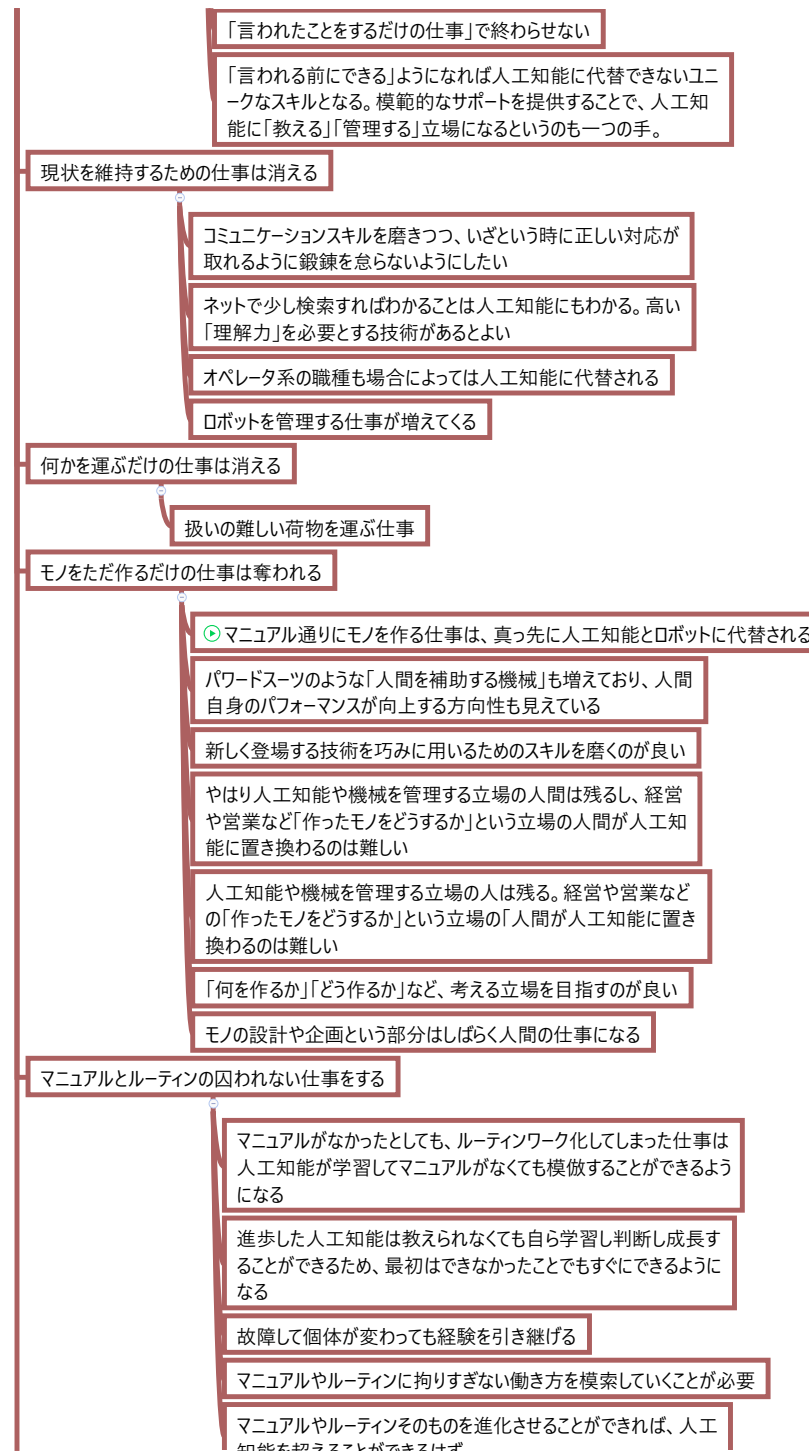 「言われたことをするだけの仕事」で終わらせない
「言われる前にできる」ようになれば人工知能に代替できないユニ
ークなスキルとなる。模範的なサポートを提供することで、人工知
能に「教える」「管理する」立場になるというのも一つの手。
現状を維持するための仕事は消える
コミュニケーションスキルを磨きつつ、いざという時に正しい対応が
取れるように鍛錬を怠らないようにしたい
ネットで少し検索すればわかることは人工知能にもわかる。高い
「理解力」を必要とする技術があるとよい
オペレータ系の職種も場合によっては人工知能に代替される
ロボットを管理する仕事が増えてくる
何かを運ぶだけの仕事は消える
扱いの難しい荷物を運ぶ仕事
モノをただ作るだけの仕事は奪われる
マニュアル通りにモノを作る仕事は、真っ先に人工知能とロボットに代替される
パワードスーツのような「人間を補助する機械」も増えており、人間
自身のパフォーマンスが向上する方向性も見えている
新しく登場する技術を巧みに用いるためのスキルを磨くのが良い
やはり人工知能や機械を管理する立場の人間は残るし、経営
や営業など「作ったモノをどうするか」という立場の人間が人工知
能に置き換わるのは難しい
人工知能や機械を管理する立場の人は残る。経営や営業など
の「作ったモノをどうするか」という立場の「人間が人工知能に置き
換わるのは難しい
「何を作るか」「どう作るか」など、考える立場を目指すのが良い
モノの設計や企画という部分はしばらく人間の仕事になる
マニュアルとルーティンの囚われない仕事をする
マニュアルがなかったとしても、ルーティンワーク化してしまった仕事は
人工知能が学習してマニュアルがなくても模倣することができるよう
になる
進歩した人工知能は教えられなくても自ら学習し判断し成長す
ることができるため、最初はできなかったことでもすぐにできるように
なる
故障して個体が変わっても経験を引き継げる
マニュアルやルーティンに拘りすぎない働き方を模索していくことが必要
マニュアルやルーティンそのものを進化させることができれば、人工
知能を超えることができるはず